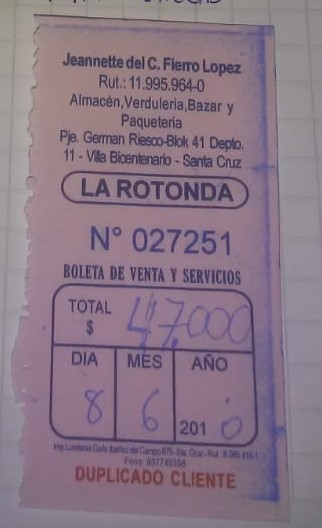 Jeannette del C. Fierro Lopez
Rut.: 11.995.964-0
Almacén,Verduleria,Bazar y
Paqueteria
Pje. German Riesco-Blok 41 Depto.
11 - Villa Bicentenario - Santa Cruz
LA ROTONDA
N° 027251
BOLETA DE VENTA Y SERVICIOS
TOTAL
$ 47.000
DIA MES AÑO
8 6 2010
DUPLICADO CLIENTE